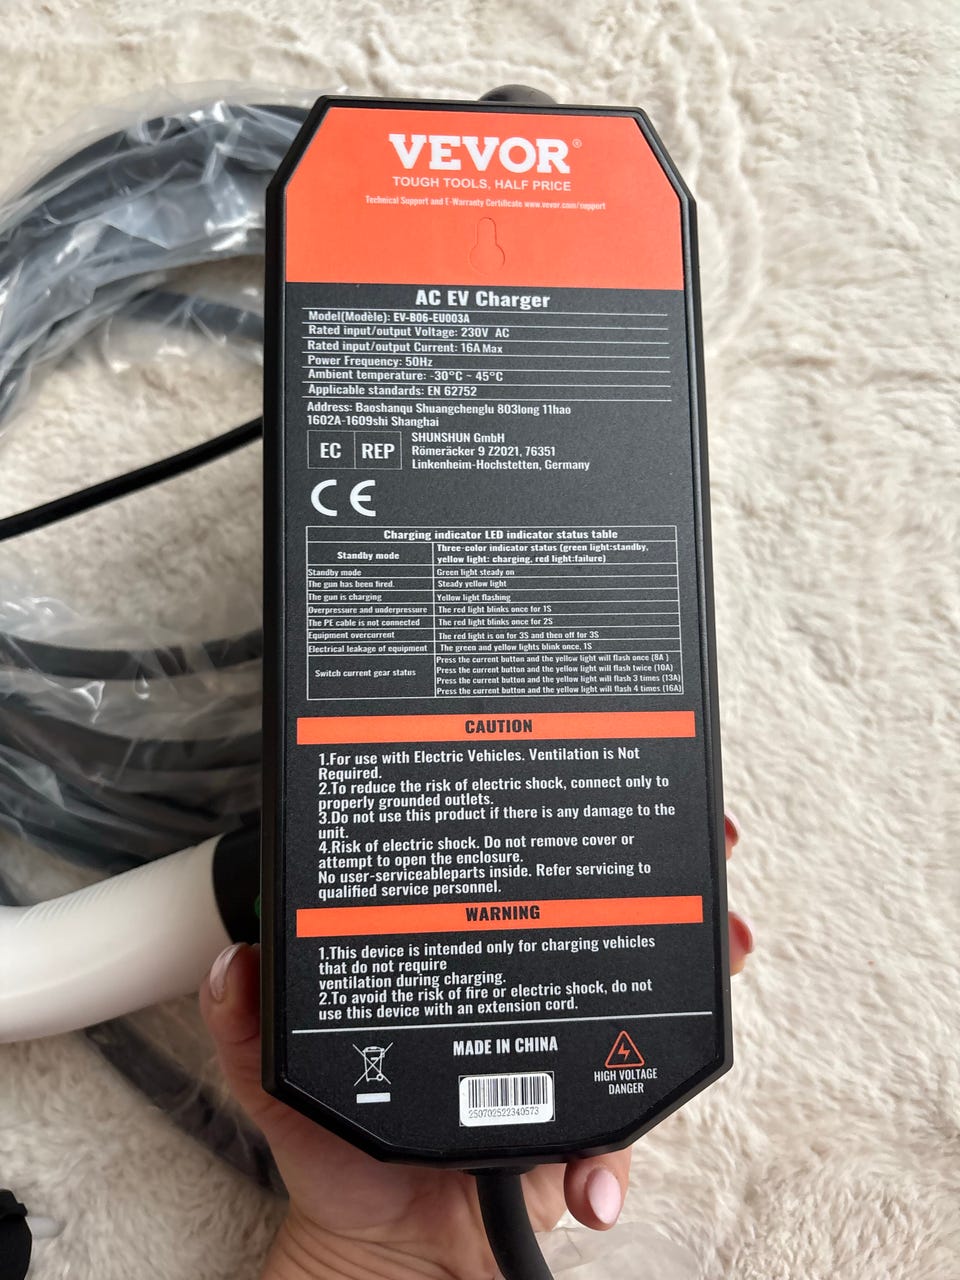 VEVOR®
TOUGH TOOLS, HALF PRICE
Technical Support and E-Warranty Certificate www.vevor.com/support
AC EV Charger
Model(Modèle): EV-B06-EU003A
Rated input/output Voltage: 230V AC
Rated input/output Current: 16A Max
Power Frequency: 50Hz
Ambient temperature: -30°C ~ 45°C
Applicable standards: EN 62752
Address: Baoshanqu Shuangchenglu 803long 11hao
1602A-1609shi Shanghai
EC REP
SHUNSHUN GmbH
Römeräcker 9 Z2021, 76351
Linkenheim-Hochstetten, Germany
CE
Charging indicator LED indicator status table
Standby mode
Three-color indicator status (green light:standby,
yellow light: charging, red light:failure)
Standby mode Green light steady on
The gun has been fired. Steady yellow light
The gun is charging Yellow light flashing
Overpressure and underpressure The red light blinks once for 1S
The PE cable is not connected The red light blinks once for 2S
Equipment overcurrent The red light is on for 3S and then off for 3S
Electrical leakage of equipment The green and yellow lights blink once, 1S
Switch current gear status
Press the current button and the yellow light will flash once (8A )
Press the current button and the yellow light will flash twice (10A)
Press the current button and the yellow light will flash 3 times (13A)
Press the current button and the yellow light will flash 4 times (16A)
CAUTION
1.For use with Electric Vehicles. Ventilation is Not
Required.
2.To reduce the risk of electric shock, connect only to
properly grounded outlets.
3.Do not use this product if there is any damage to the
unit.
4.Risk of electric shock. Do not remove cover or
attempt to open the enclosure.
No user-serviceableparts inside. Refer servicing to
qualified service personnel.
WARNING
1.This device is intended only for charging vehicles
that do not require
ventilation during charging.
2.To avoid the risk of fire or electric shock, do not
use this device with an extension cord.
MADE IN CHINA
HIGH VOLTAGE
DANGER
250702522340573